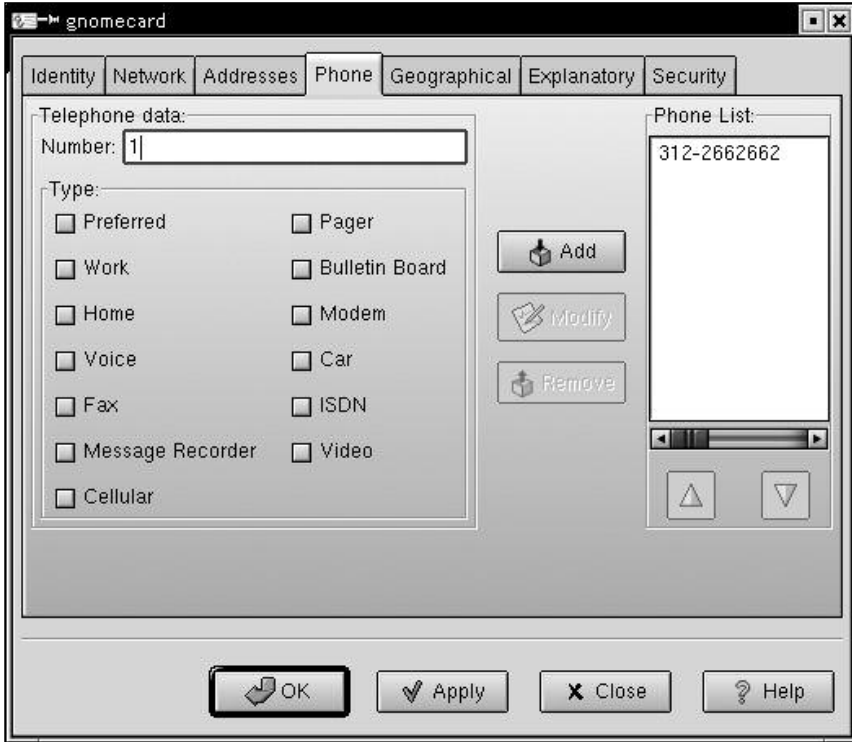 gnomecard
Identity Network Addresses Phone Geographical Explanatory Security
Telephone data:
Number: 1
Type:
Preferred
Pager
Work
Bulletin Board
Home
Modem
Voice
Car
Fax
ISDN
Message Recorder
Video
Cellular
Add
Modify
Remove
Phone List:
312-2662662
OK Apply Close Help